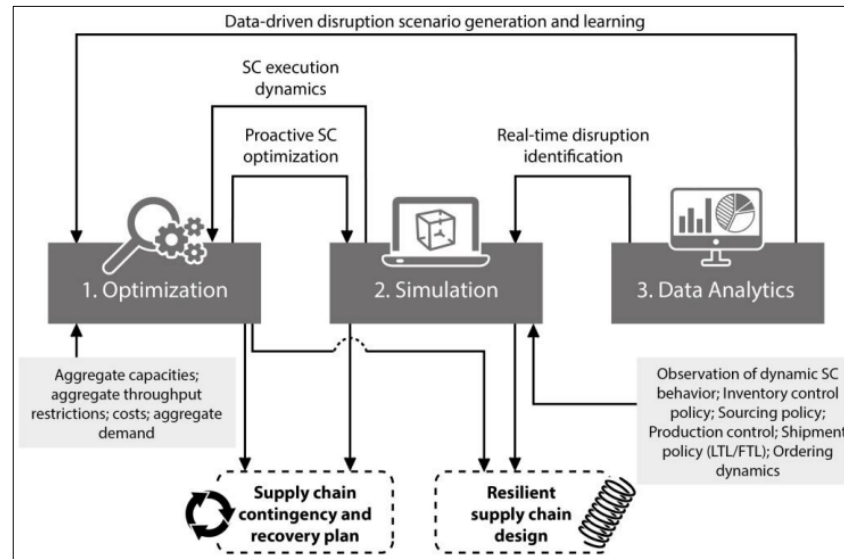 Data-driven disruption scenario generation and learning
SC execution
dynamics
Proactive SC
optimization
Real-time disruption
identification
1. Optimization
2. Simulation
3. Data Analytics
Aggregate capacities;
aggregate throughput
restrictions; costs; aggregate
demand
Observation of dynamic SC
behavior; Inventory control
policy; Sourcing policy;
Production control; Shipment
policy (LTL/FTL); Ordering
dynamics
Supply chain
contingency and
recovery plan
Resilient
supply chain
design